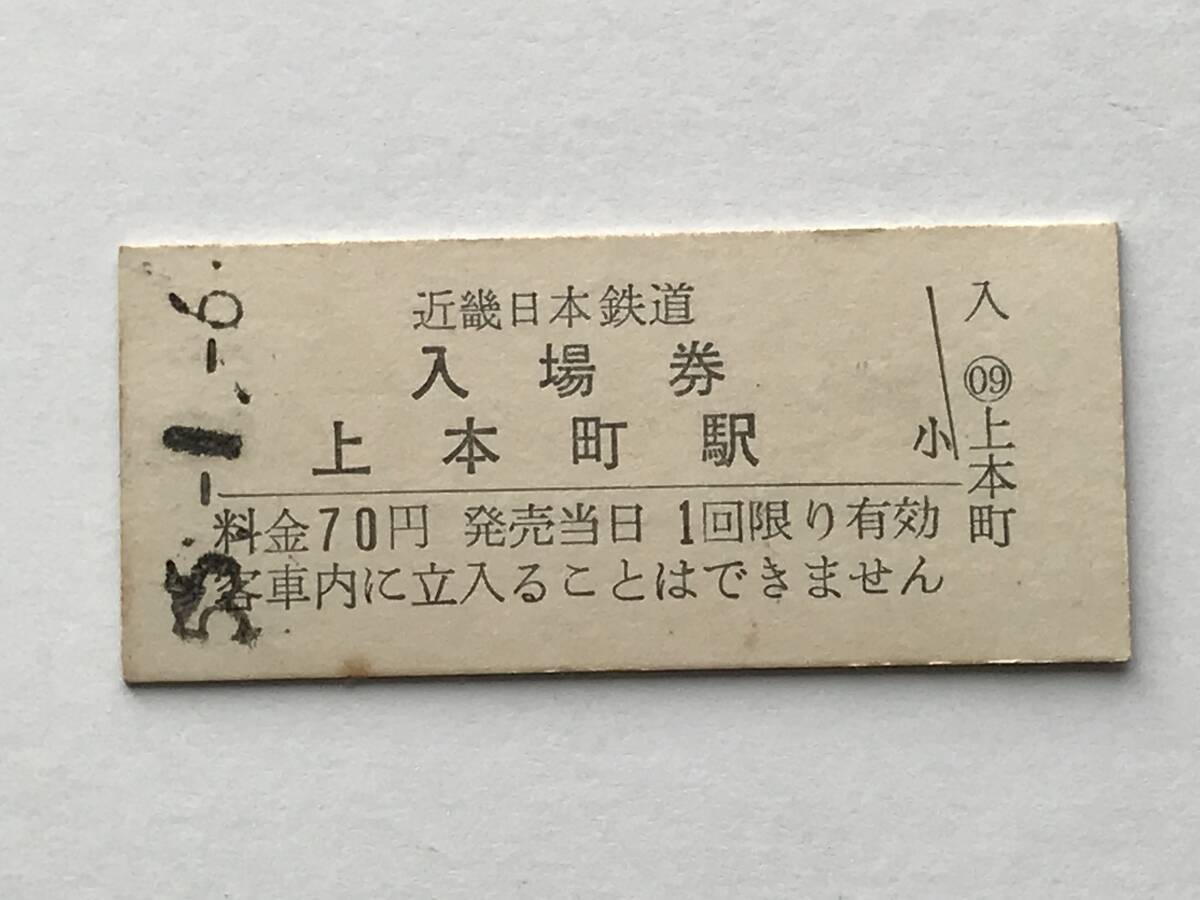 近畿日本鉄道
入場券
上本町駅
料金70円 発売当日 1回限り有効
客車内に立入ることはできません
小
入
09
上本町
-1.-6.